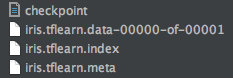 checkpoint
iris.tflearn.data-00000-of-00001
iris.tflearn.index
iris.tflearn.meta